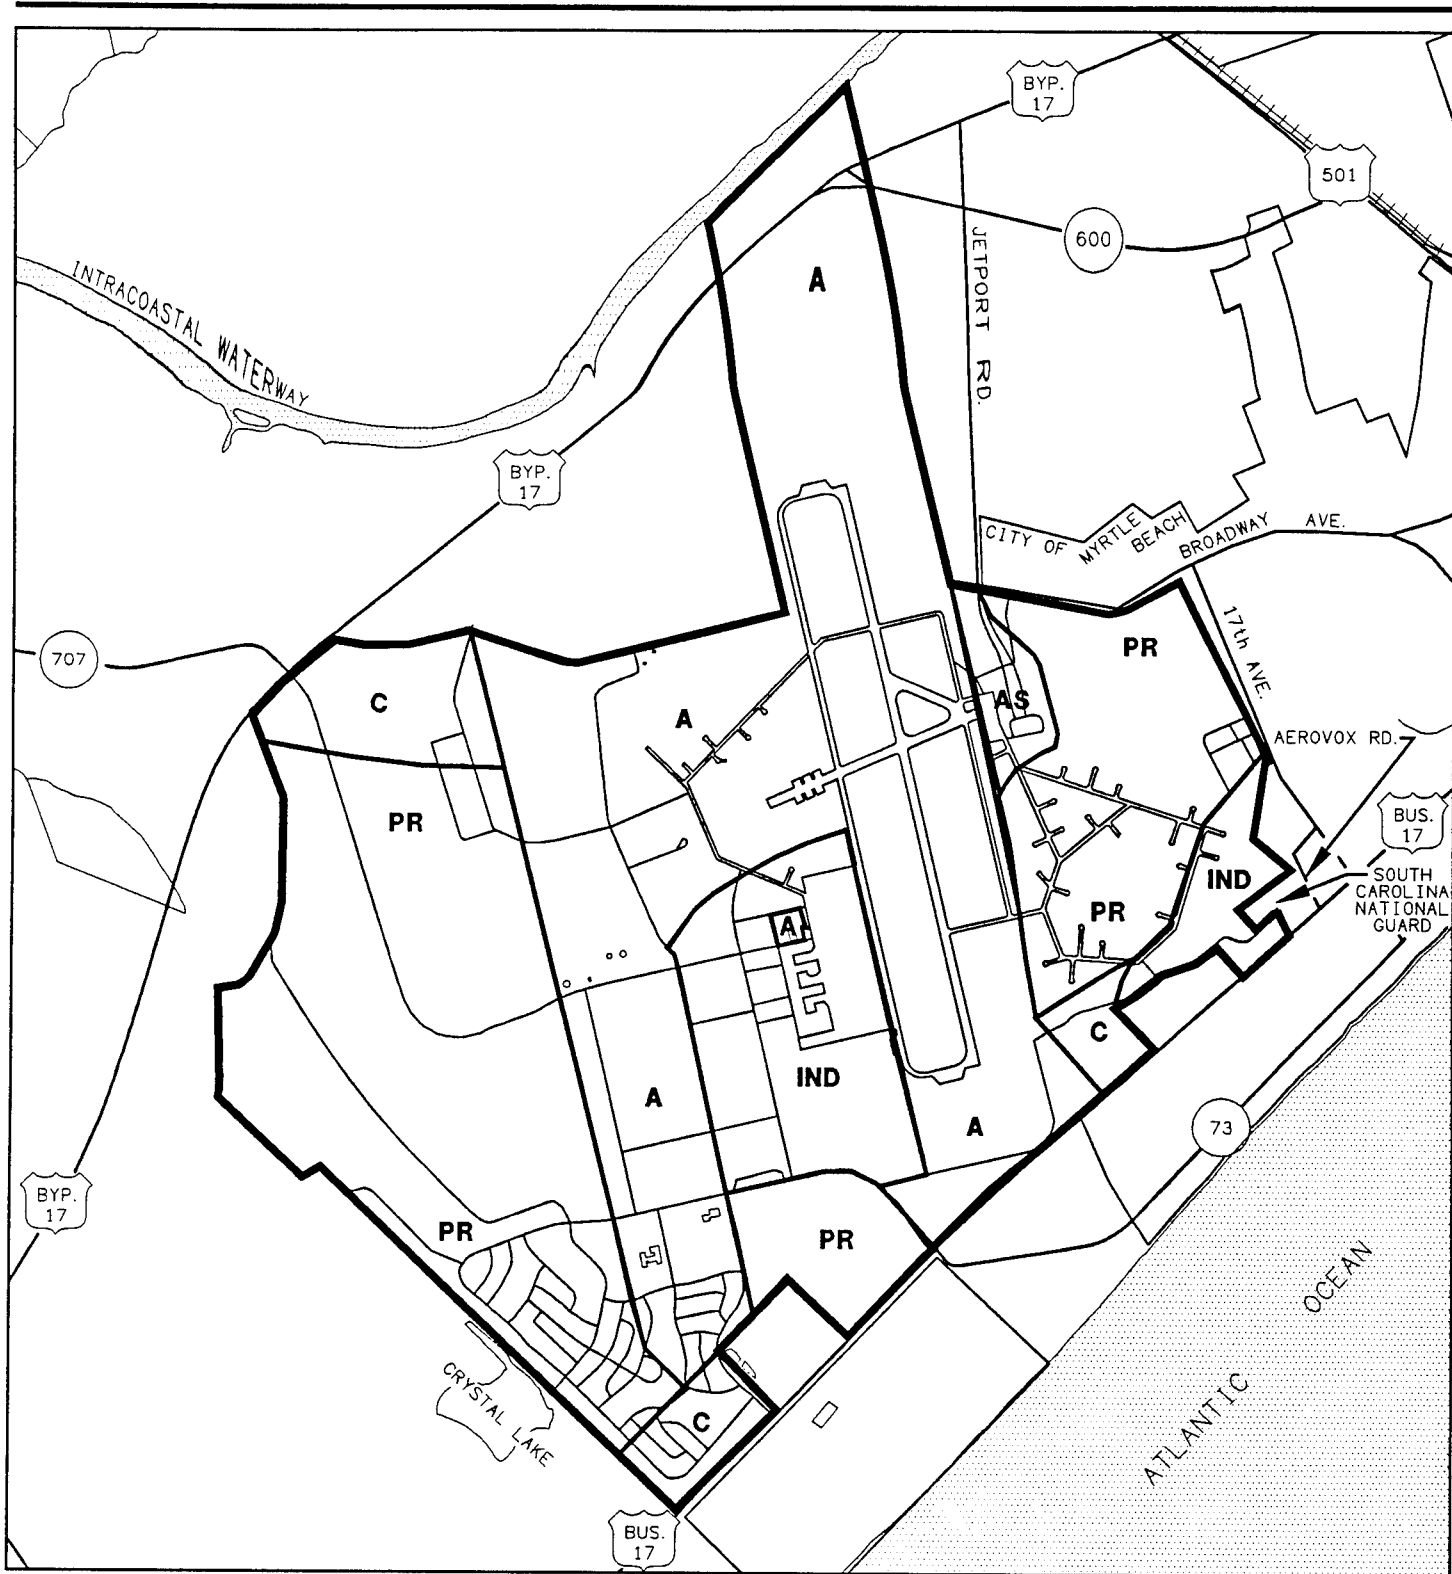 BYP.
17
501
600
JETPORT RD.
A
INTRACOASTAL WATERWAY
BYP.
17
CITY OF MYRTLE
BEACH
BROADWAY AVE.
17th AVE.
707
PR
C
A
AS
AEROVOX RD.
PR
BUS.
17
IND
SOUTH
CAROLINA
NATIONAL
GUARD
PR
A
C
IND
A
A
73
BYP.
17
PR
PR
ATLANTIC OCEAN
CRYSTAL LAKE
C
BUS.
17